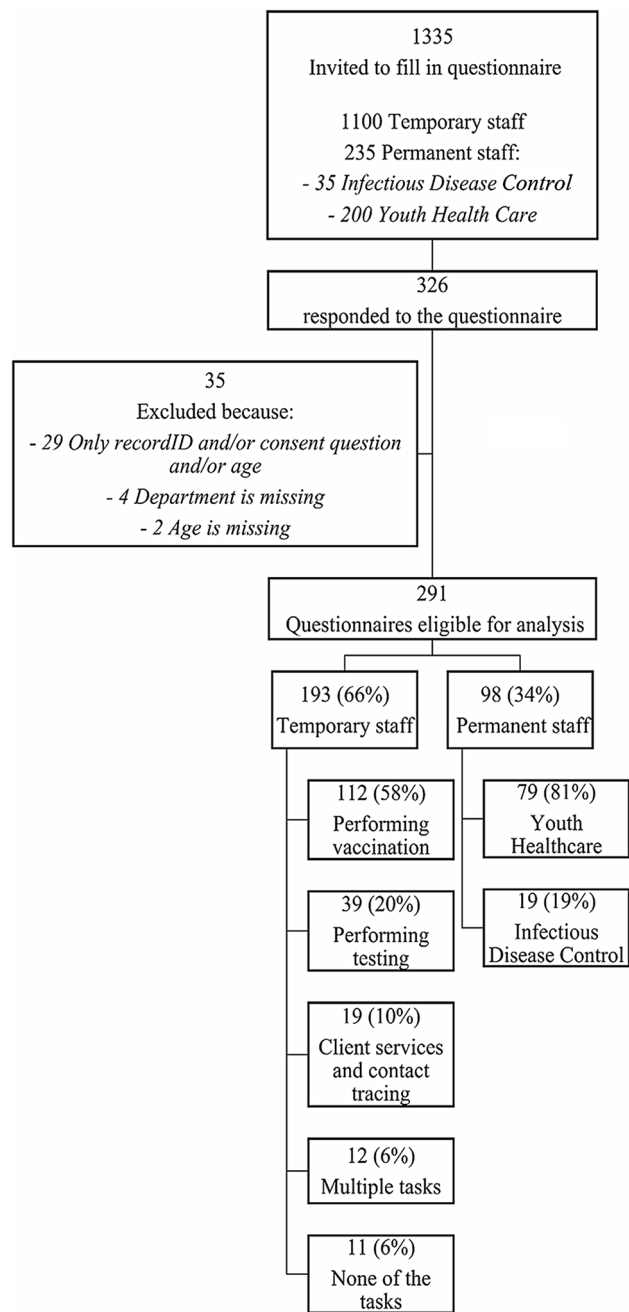 1335
Invited to fill in questionnaire
1100 Temporary staff
235 Permanent staff:
- 35 Infectious Disease Control
- 200 Youth Health Care
326
responded to the questionnaire
35
Excluded because:
- 29 Only recordID and/or consent question
and/or age
- 4 Department is missing
- 2 Age is missing
291
Questionnaires eligible for analysis
193 (66%)
Temporary staff
98 (34%)
Permanent staff
112 (58%)
Performing
vaccination
39 (20%)
Performing
testing
19 (10%)
Client services
and contact
tracing
12 (6%)
Multiple tasks
11 (6%)
None of the
tasks
79 (81%)
Youth
Healthcare
19 (19%)
Infectious
Disease Control